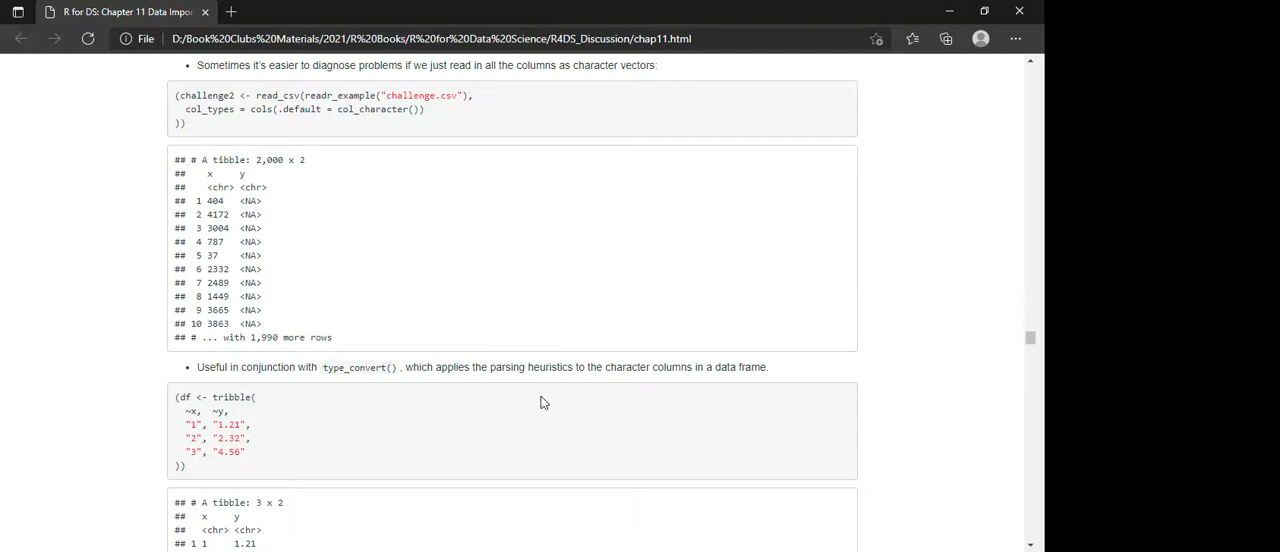 R for DS: Chapter 11 Data Impor
File D:/Book%20Clubs%20Materials/2021/R%20Books/R%20for%20Data%20Science/R4DS_Discussion/chap11.html
• Sometimes it's easier to diagnose problems if we just read in all the columns as character vectors:
(challenge2 <- read_csv(readr_example("challenge.csv"),
col_types = cols(.default = col_character())
))
## # A tibble: 2,000 x 2
## x y
## <chr> <chr>
## 1 404 <NA>
## 2 4172 <NA>
## 3 3004 <NA>
## 4 787 <NA>
## 5 37 <NA>
## 6 2332 <NA>
## 7 2489 <NA>
## 8 1449 <NA>
## 9 3665 <NA>
## 10 3863 <NA>
## # ... with 1,990 more rows
• Useful in conjunction with type_convert(), which applies the parsing heuristics to the character columns in a data frame.
(df <- tribble(
~x, ~y,
"1", "1.21",
"2", "2.32",
"3", "4.56"
))
## # A tibble: 3 x 2
## x y
## <chr> <chr>
## 1 1 1.21